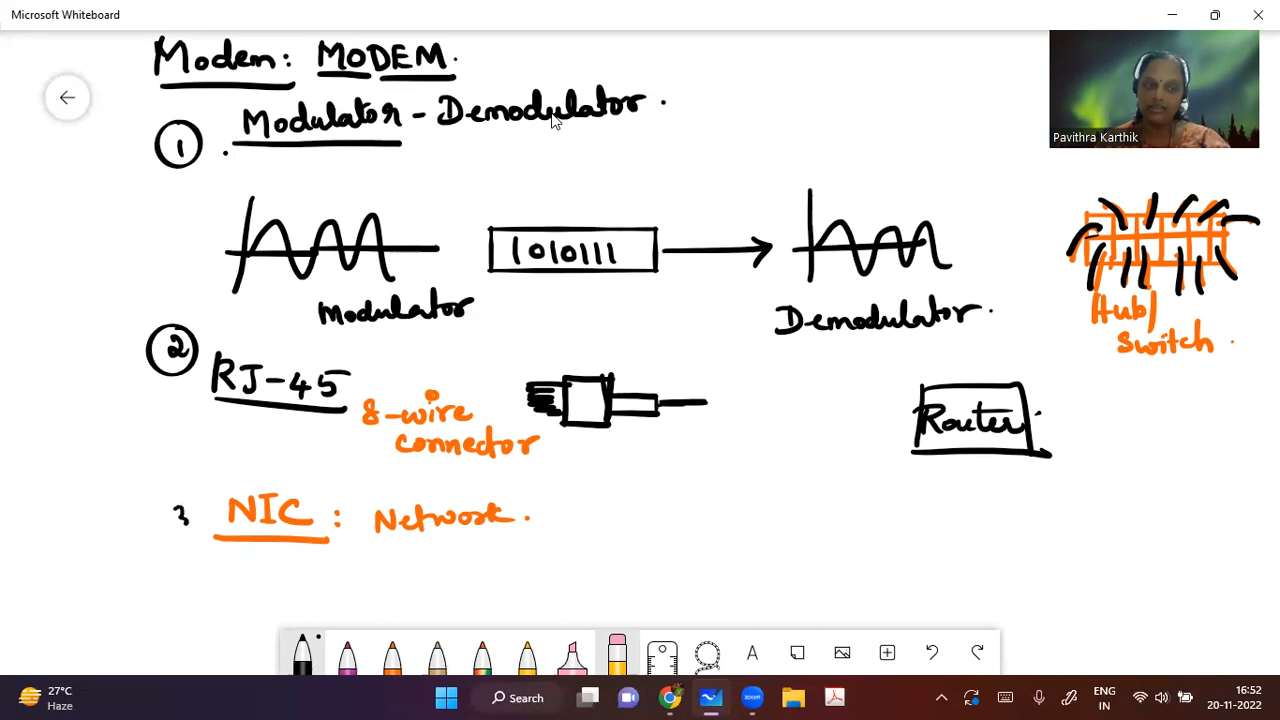 Microsoft Whiteboard
Modem: MODEM.
Modulator - Demodulator.
1
1010111
Modulator
Demodulator.
Pavithra Karthik
Hub/
Switch.
2
RJ-45
8-wire
connector
Router
3 NIC: Network.
A
27°C
Haze
Search
zoom
ENG
IN
16:52
20-11-2022